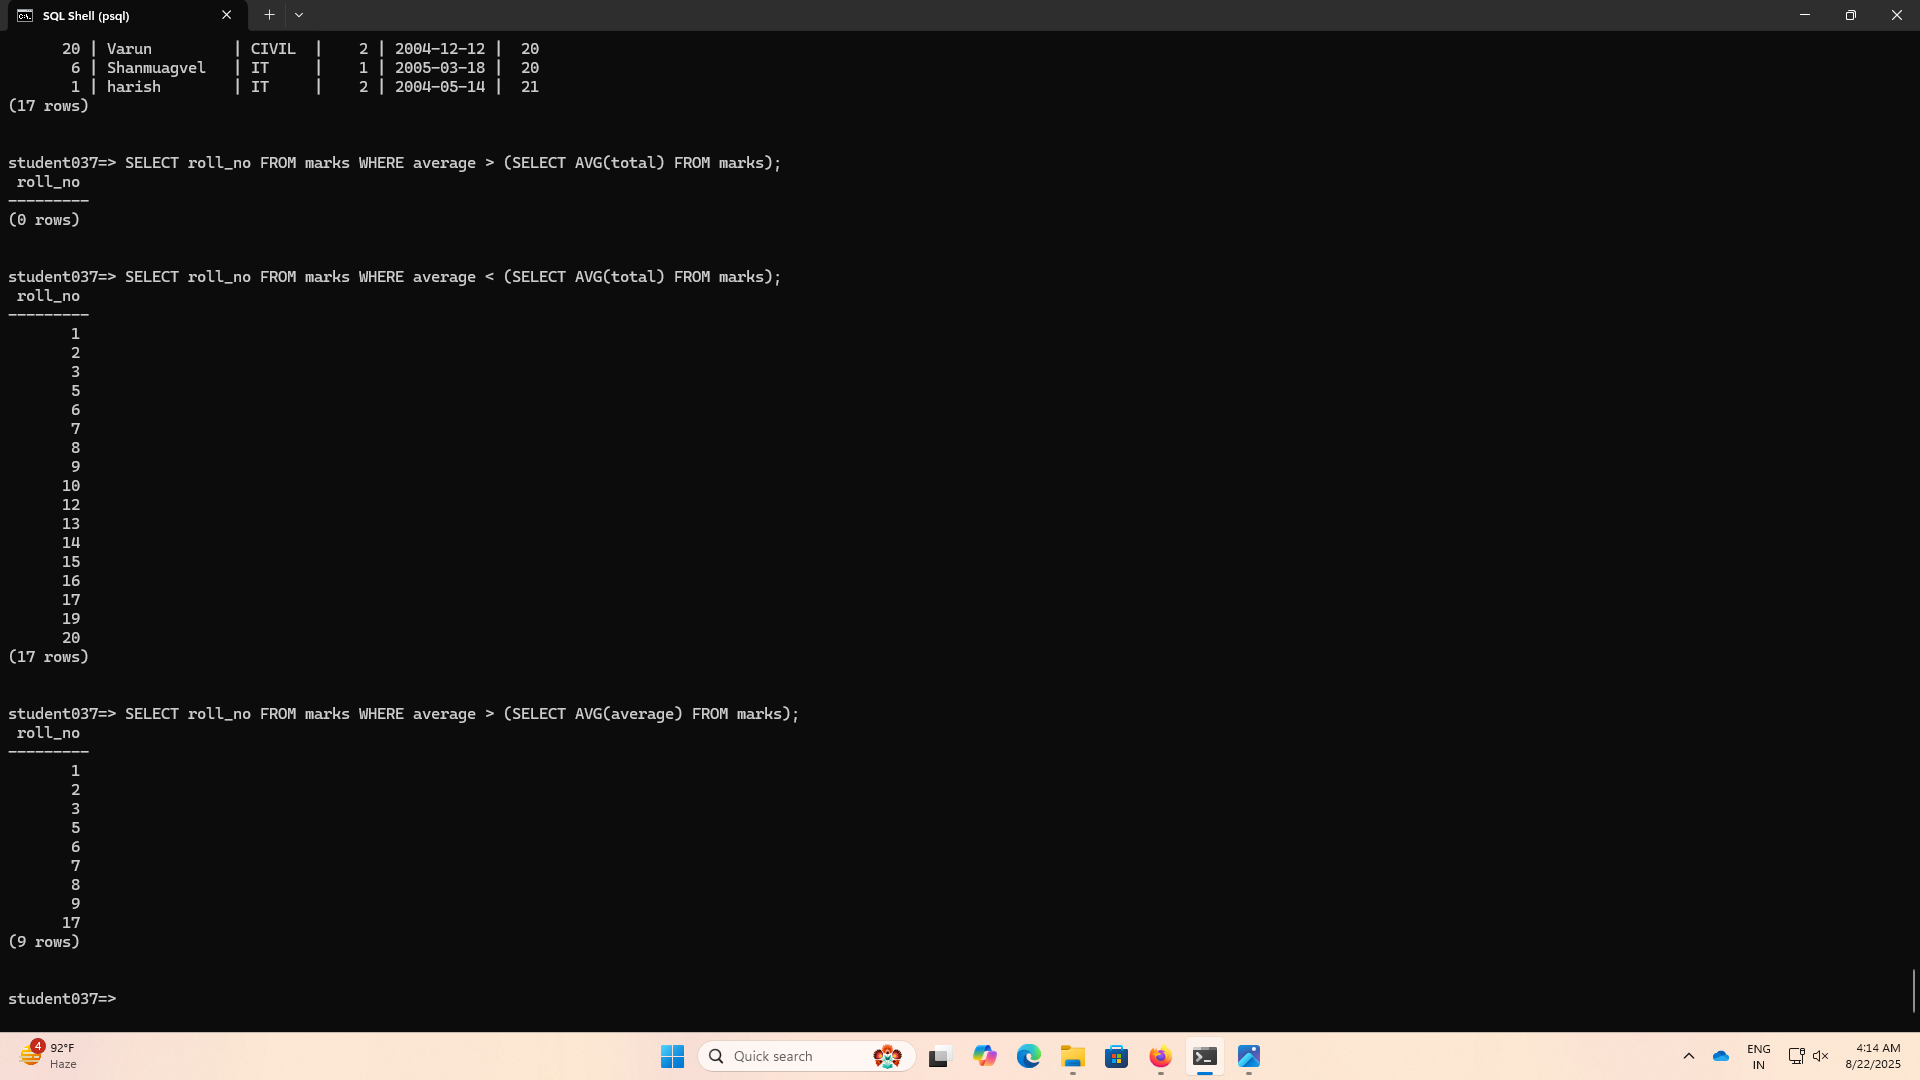 SQL Shell (psql)
20 | Varun         | CIVIL  |    2 | 2004-12-12 |  20
6 | Shanmuagvel   | IT     |    1 | 2005-03-18 |  20
1 | harish        | IT     |    2 | 2004-05-14 |  21
(17 rows)
student037=> SELECT roll_no FROM marks WHERE average > (SELECT AVG(total) FROM marks);
roll_no
---------
(0 rows)
student037=> SELECT roll_no FROM marks WHERE average < (SELECT AVG(total) FROM marks);
roll_no
---------
1
2
3
5
6
7
8
9
10
12
13
14
15
16
17
19
20
(17 rows)
student037=> SELECT roll_no FROM marks WHERE average > (SELECT AVG(average) FROM marks);
roll_no
---------
1
2
3
5
6
7
8
9
17
(9 rows)
student037=>
4
92°F
Haze
Quick search
ENG
IN
4:14 AM
8/22/2025